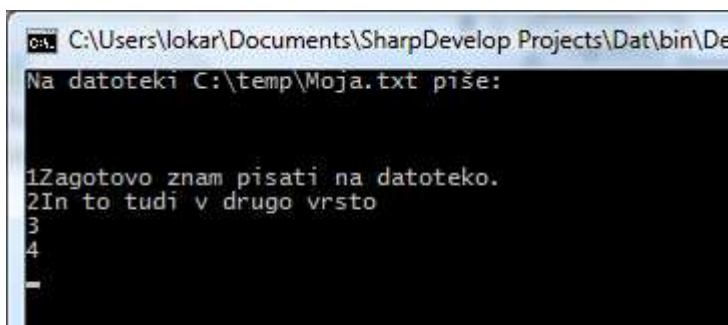 C:\Users\lokar\Documents\SharpDevelop Projects\Dat\bin\De
Na datoteki C:\temp\Moja.txt piše:
1Zagotovo znam pisati na datoteko.
2In to tudi v drugo vrsto
3
4